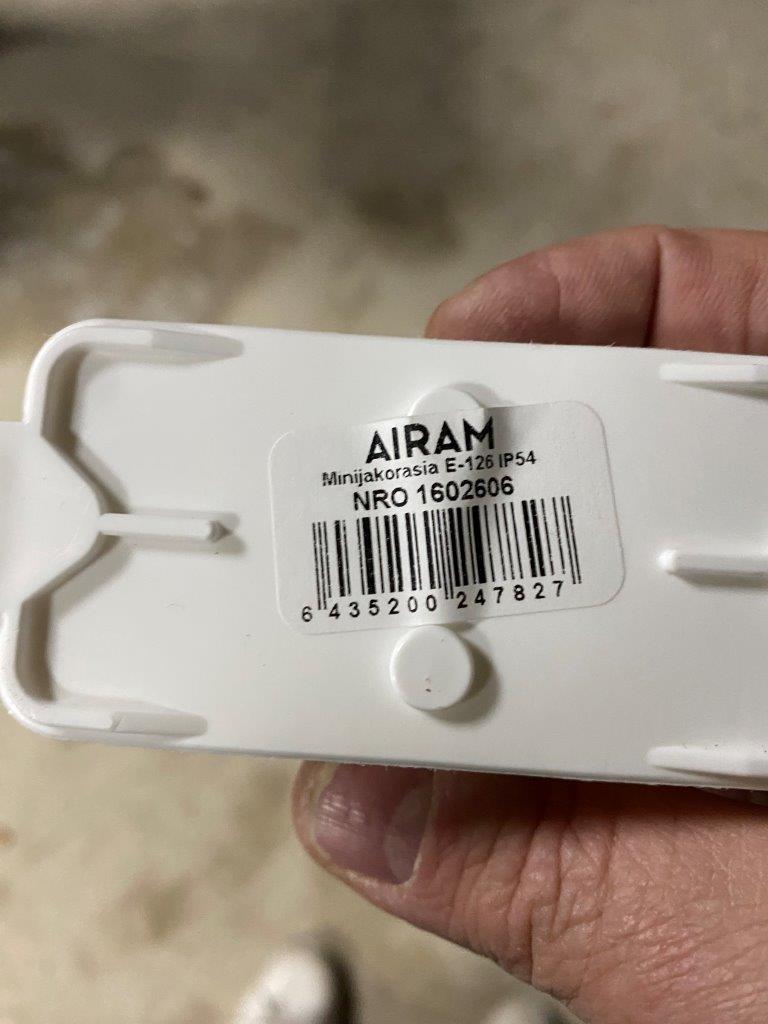 AIRAM
Minijakorasia E-126 IP54
NRO 1602606
6 435200 247827